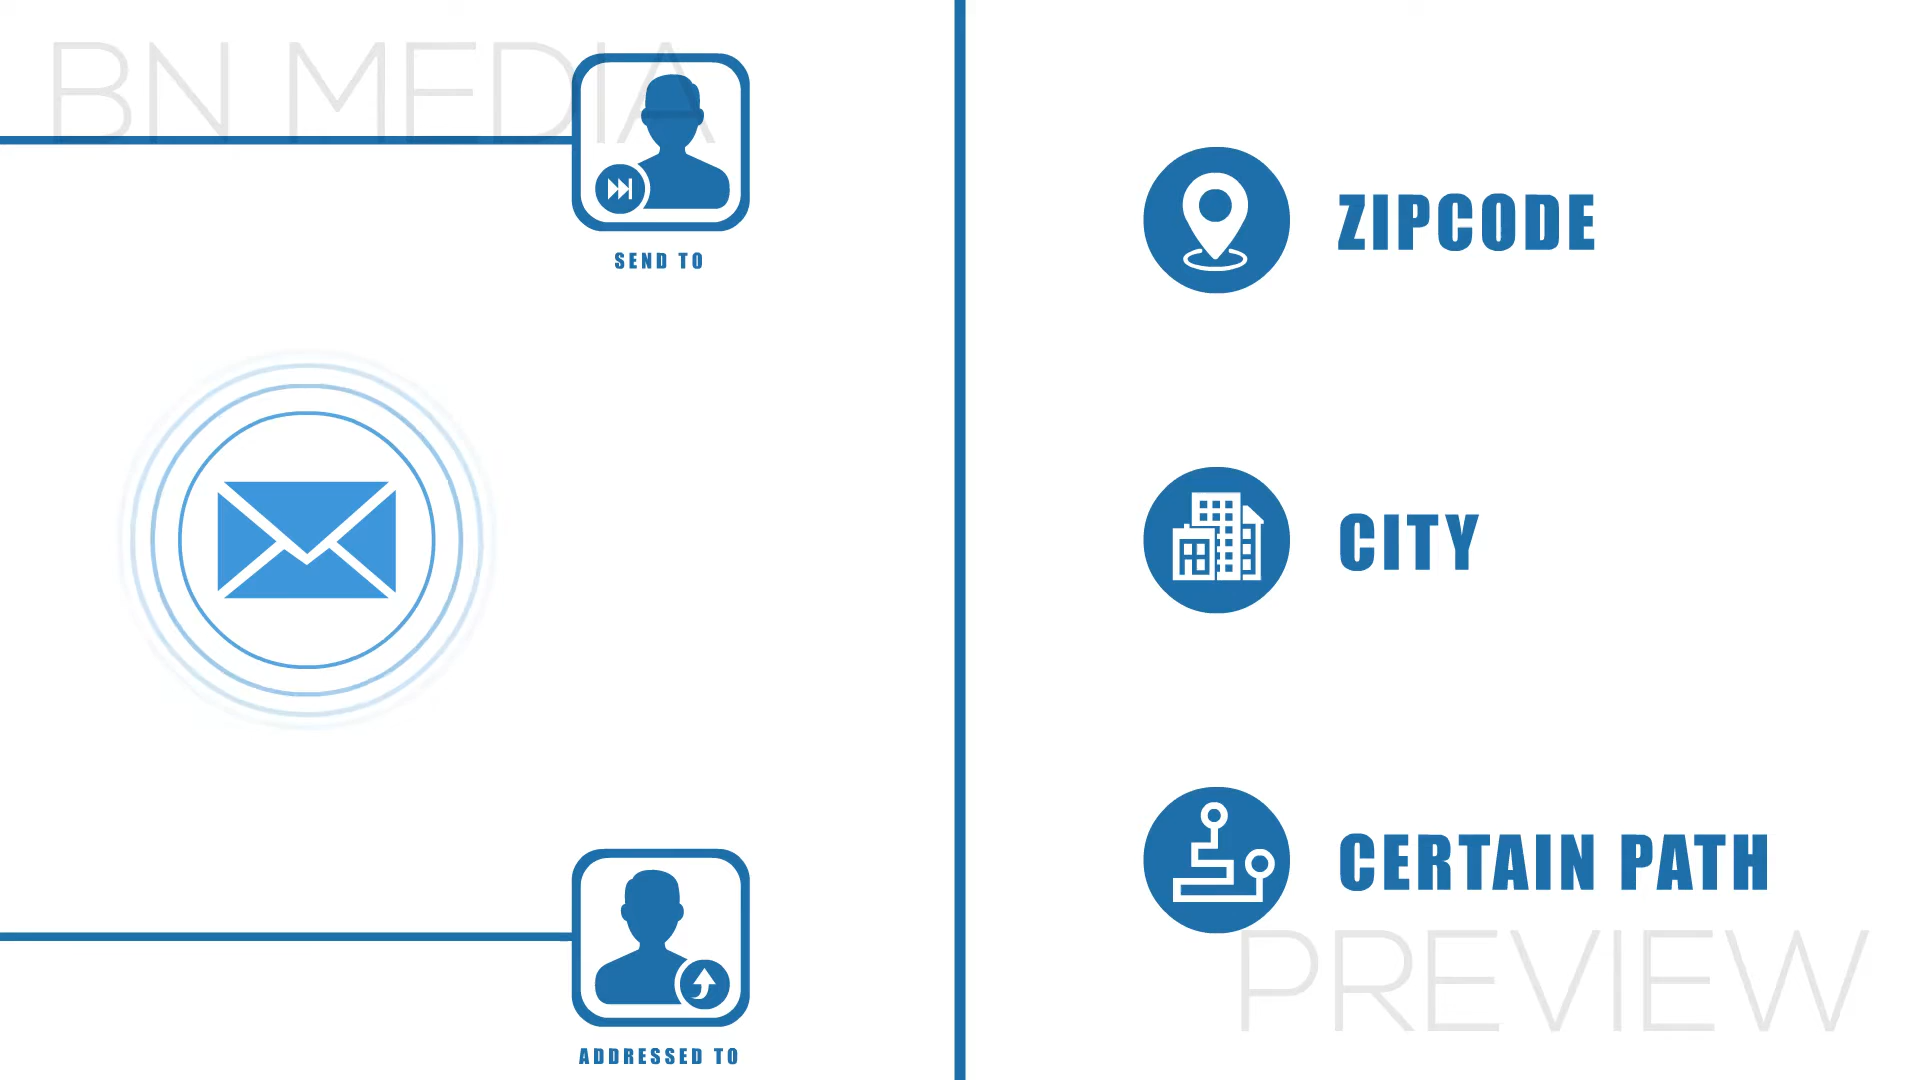 BN MEDIA
SEND TO
ADDRESSED TO
ZIPCODE
CITY
CERTAIN PATH
PREVIEW